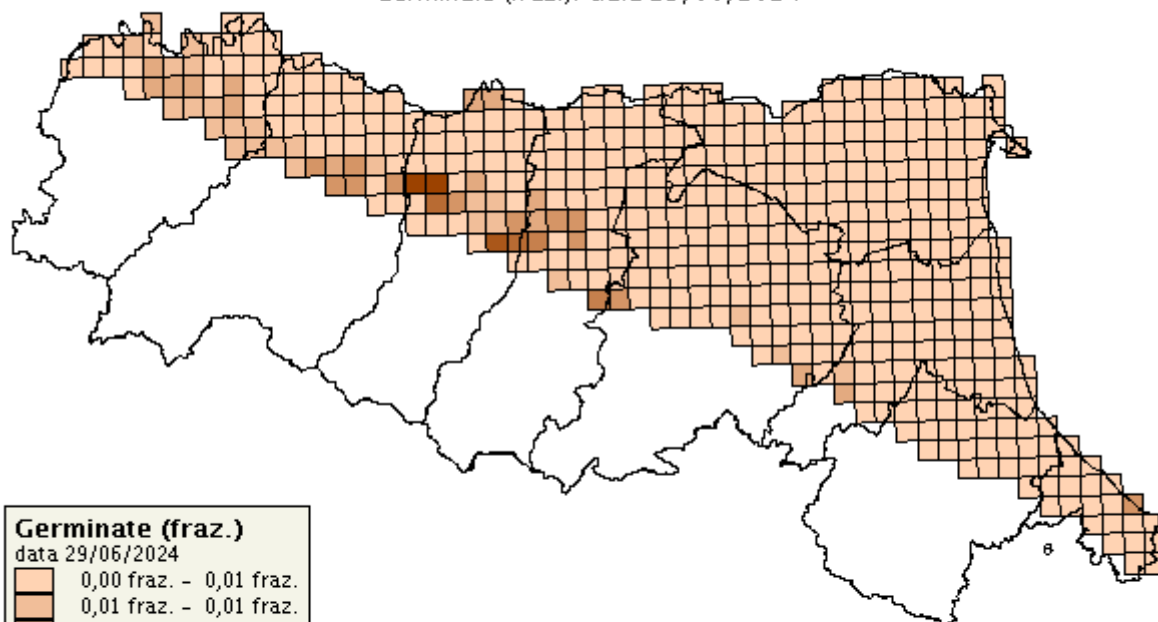 Germinate (fraz.)
data 29/06/2024
0,00 fraz. - 0,01 fraz.
0,01 fraz. - 0,01 fraz.